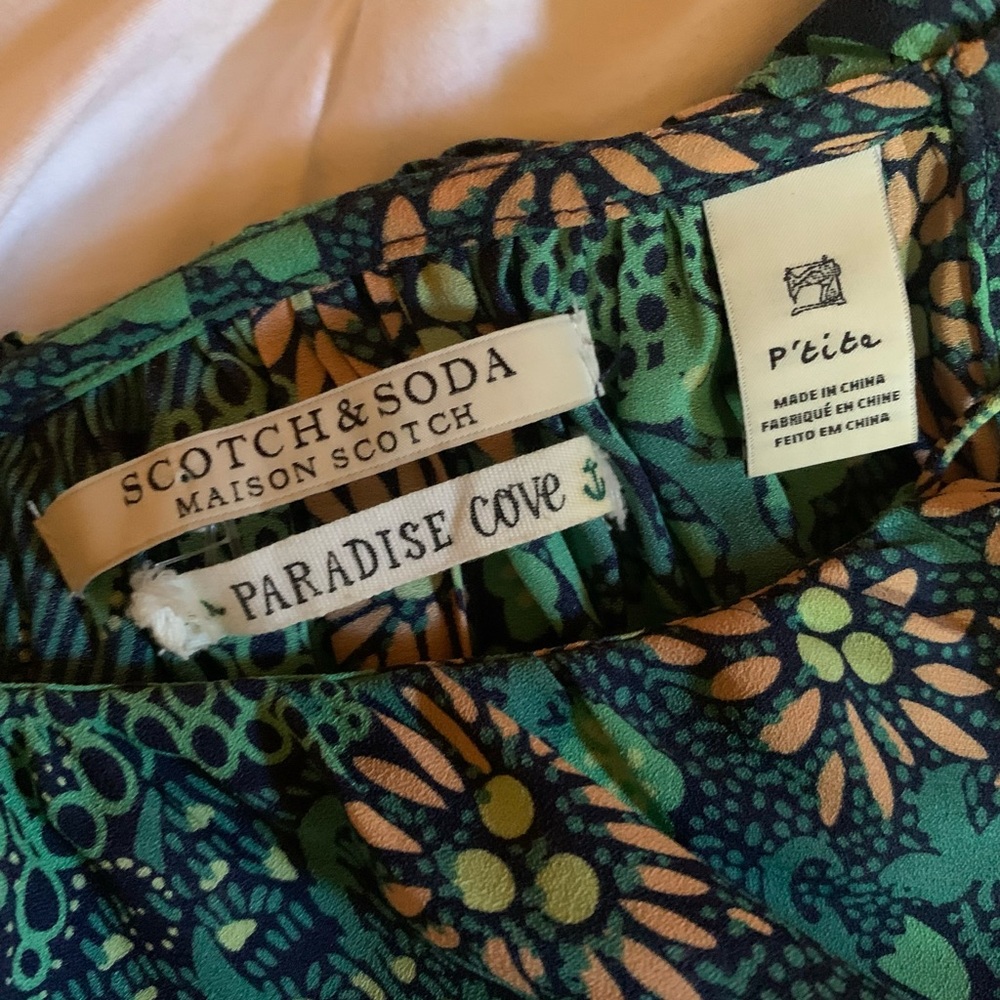 SCOTCH & SODA
MAISON SCOTCH
PARADISE COVE
P'tite
MADE IN CHINA
FABRIQUÉ EN CHINE
FEITO EM CHINA